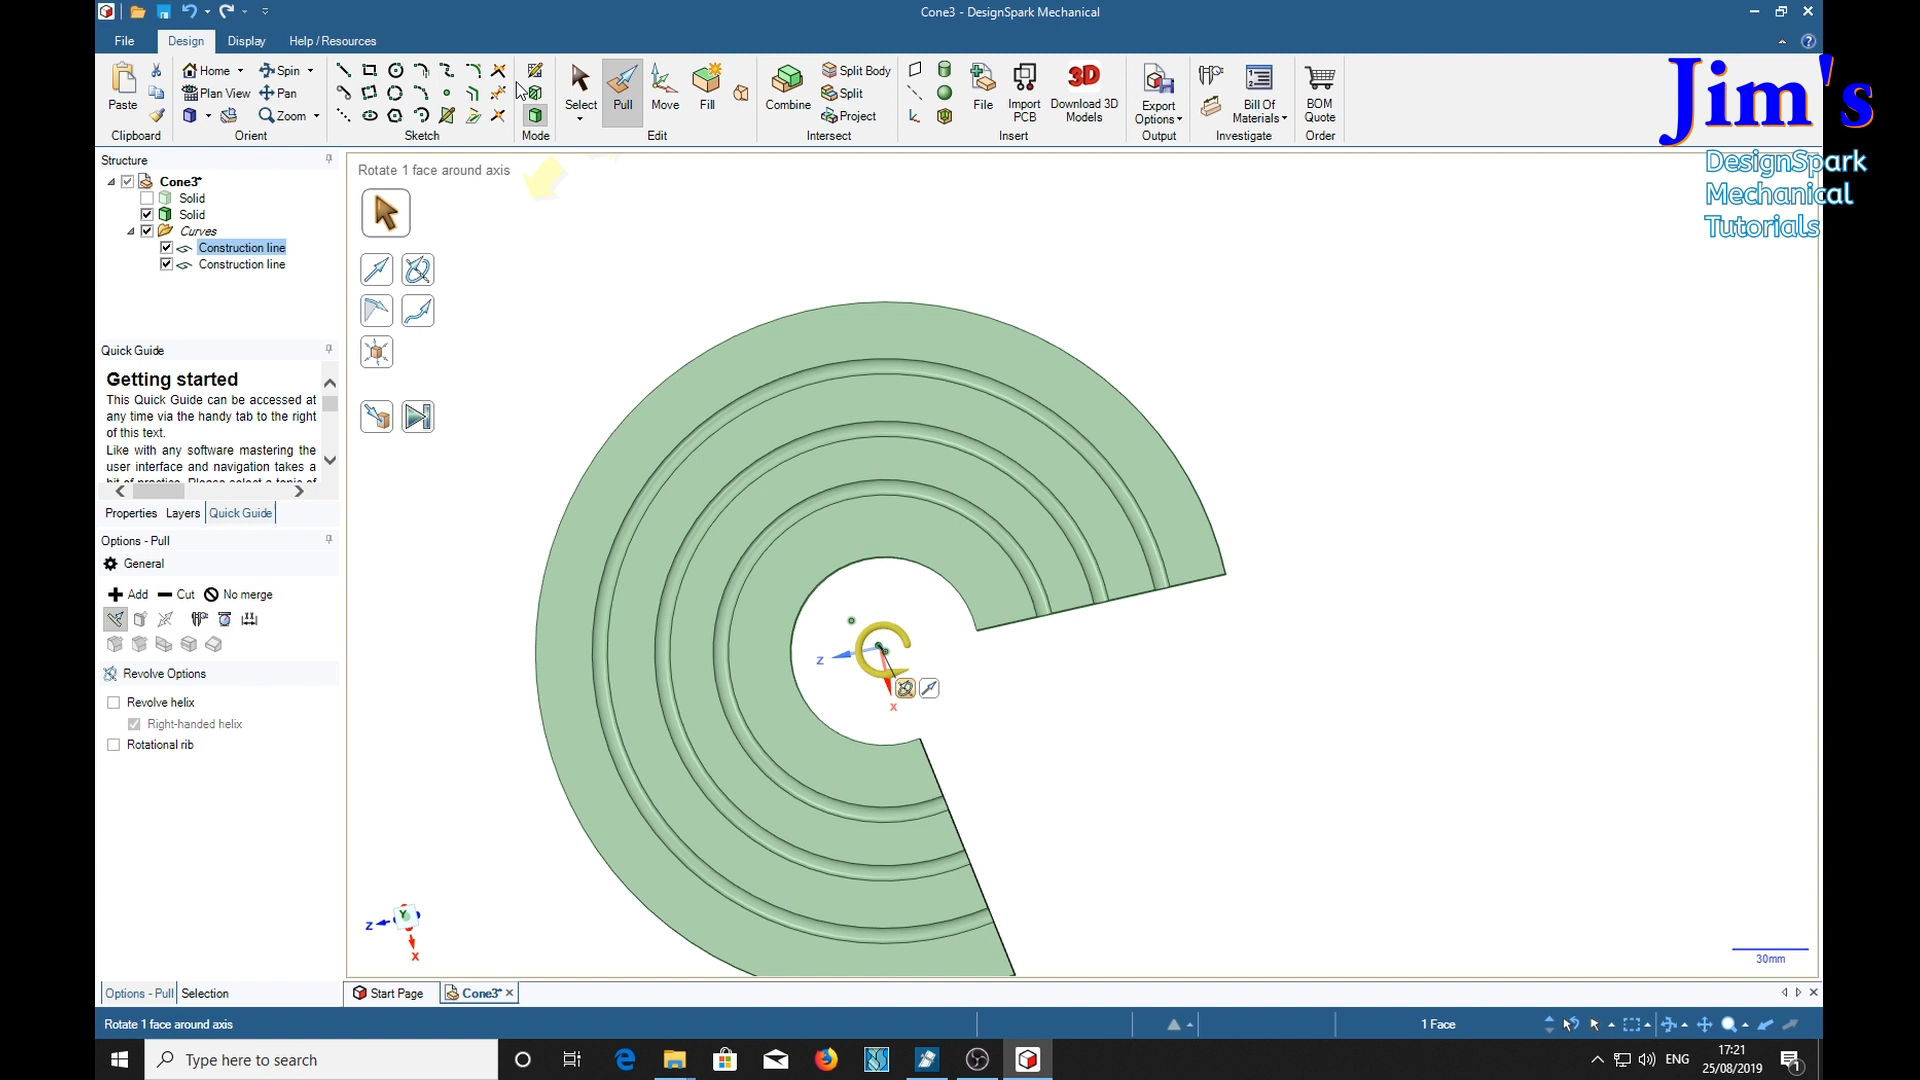 Cone3 - DesignSpark Mechanical
File Design Display Help / Resources
Paste
Home Spin
Plan View Pan
Zoom
Select Pull Move Fill
Combine
Split Body
Split
Project
File Import PCB Download 3D Models
3D
Export Options
Bill Of Materials
BOM Quote
Clipboard Orient Sketch Mode Edit Intersect Insert Output Investigate Order
Jim's
DesignSpark
Mechanical
Tutorials
Structure
Cone3*
Solid
Solid
Curves
Construction line
Construction line
Rotate 1 face around axis
Quick Guide
Getting started
This Quick Guide can be accessed at
any time via the handy tab to the right
of this text.
Like with any software mastering the
user interface and navigation takes a
Properties Layers Quick Guide
Options - Pull
General
Add Cut No merge
Revolve Options
Revolve helix
Right-handed helix
Rotational rib
Z
X
Y
Z
X
30mm
Options - Pull Selection
Start Page Cone3*
Rotate 1 face around axis
1 Face
Type here to search
ENG
17:21
25/08/2019
1